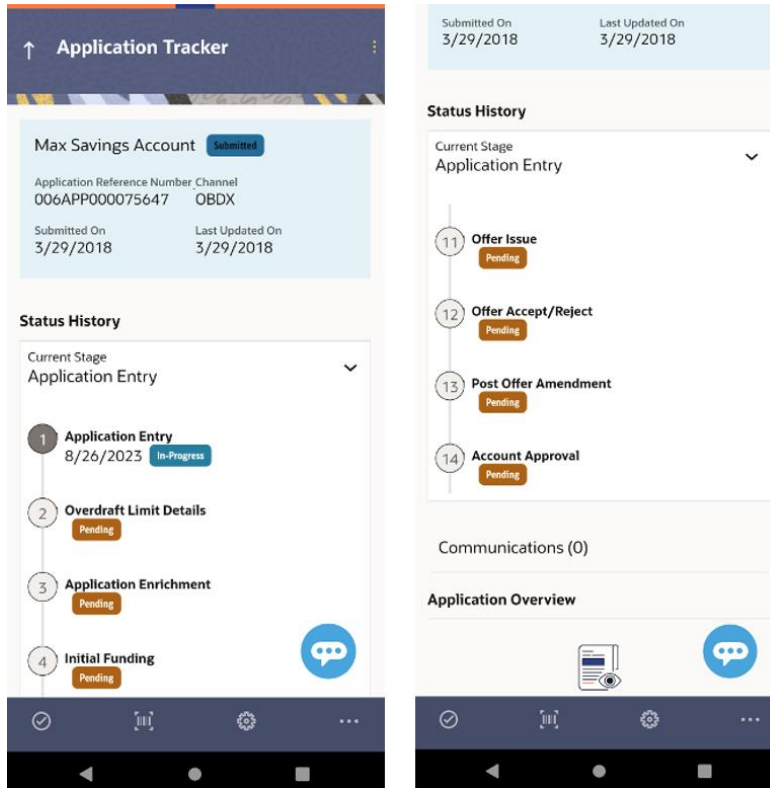 Application Tracker
Max Savings Account Submitted
Application Reference Number Channel
006APP000075647 OBDX
Submitted On Last Updated On
3/29/2018 3/29/2018
Status History
Current Stage
Application Entry
1 Application Entry
8/26/2023 In-Progress
2 Overdraft Limit Details
Pending
3 Application Enrichment
Pending
4 Initial Funding
Pending
Submitted On Last Updated On
3/29/2018 3/29/2018
Status History
Current Stage
Application Entry
11 Offer Issue
Pending
12 Offer Accept/Reject
Pending
13 Post Offer Amendment
Pending
14 Account Approval
Pending
Communications (0)
Application Overview